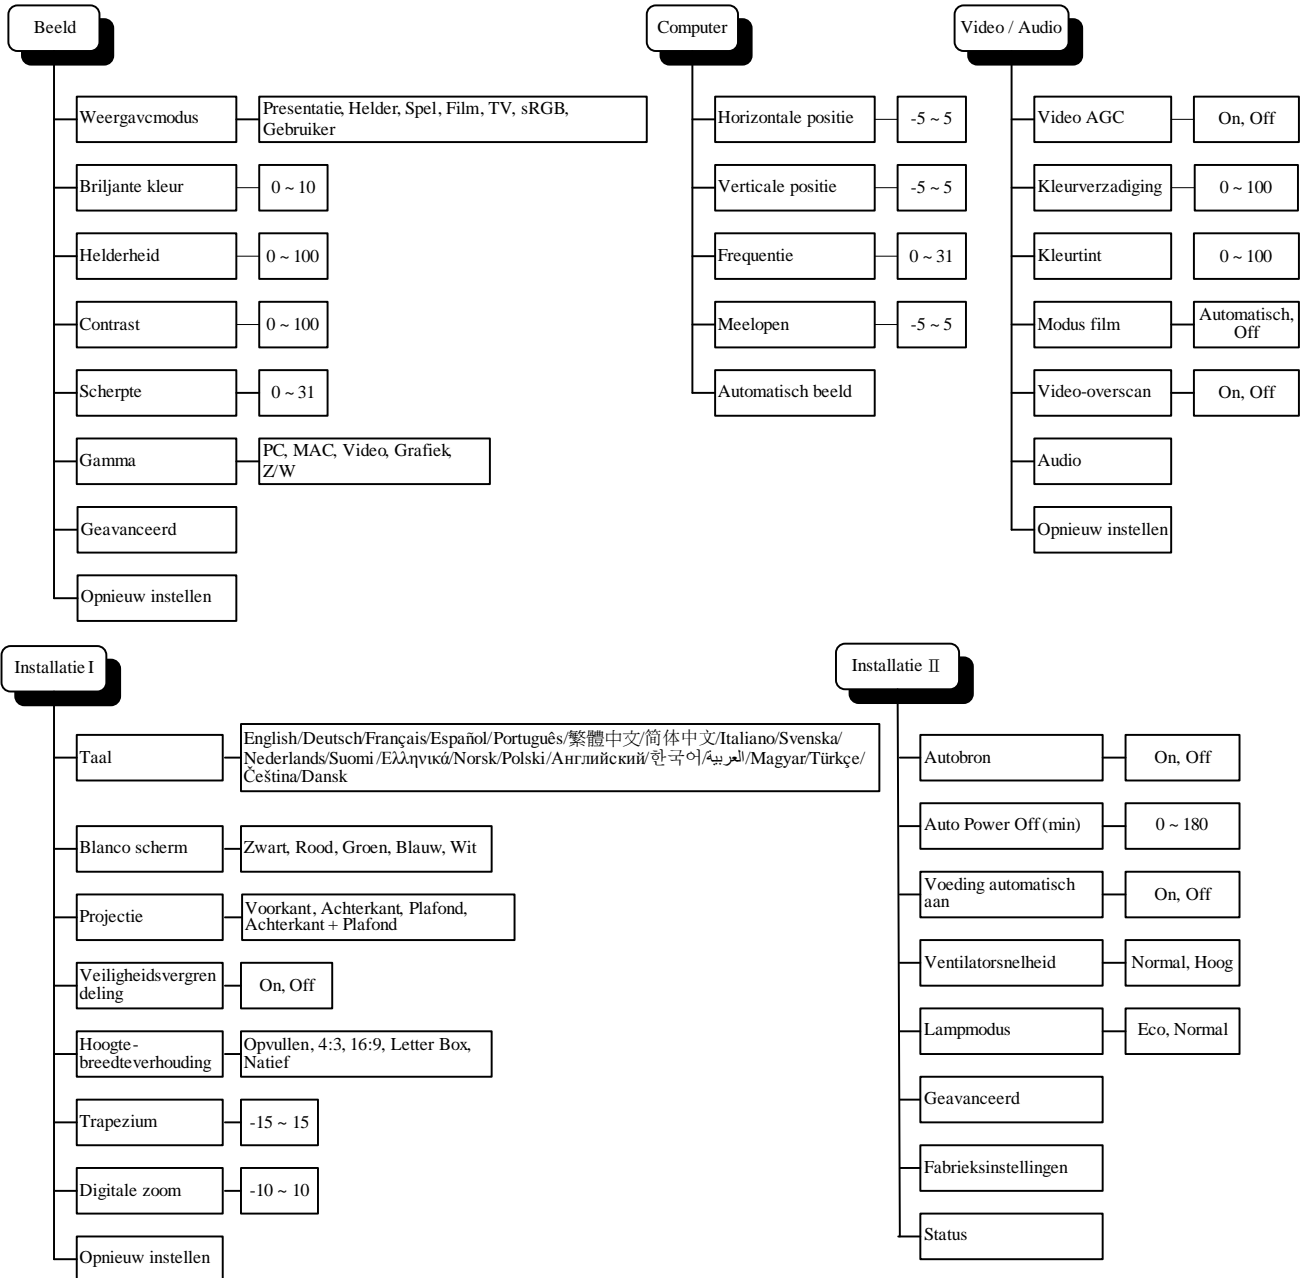 Beeld
Weergavcmodus
Presentatie, Helder, Spel, Film, TV, sRGB,
Gebruiker
Briljante kleur
0 ~ 10
Helderheid
0 ~ 100
Contrast
0 ~ 100
Scherpte
0 ~ 31
Gamma
PC, MAC, Video, Grafiek,
Z/W
Geavanceerd
Opnieuw instellen
Computer
Horizontale positie
-5 ~ 5
Verticale positie
-5 ~ 5
Frequentie
0 ~ 31
Meelopen
-5 ~ 5
Automatisch beeld
Video / Audio
Video AGC
On, Off
Kleurverzadiging
0 ~ 100
Kleurtint
0 ~ 100
Modus film
Automatisch,
Off
Video-overscan
On, Off
Audio
Opnieuw instellen
Installatie I
Taal
English/Deutsch/Français/Español/Português/繁體中文/简体中文/Italiano/Svenska/
Nederlands/Suomi/Ελληνικά/Norsk/Polski/Английский/한국어/العربية/Magyar/Türkçe/
Čeština/Dansk
Blanco scherm
Zwart, Rood, Groen, Blauw, Wit
Projectie
Voorkant, Achterkant, Plafond,
Achterkant + Plafond
Veiligheidsvergren
deling
On, Off
Hoogte-
breedteverhouding
Opvullen, 4:3, 16:9, Letter Box,
Natief
Trapezium
-15 ~ 15
Digitale zoom
-10 ~ 10
Opnieuw instellen
Installatie Ⅱ
Autobron
On, Off
Auto Power Off (min)
0 ~ 180
Voeding automatisch
aan
On, Off
Ventilatorsnelheid
Normal, Hoog
Lampmodus
Eco, Normal
Geavanceerd
Fabrieksinstellingen
Status